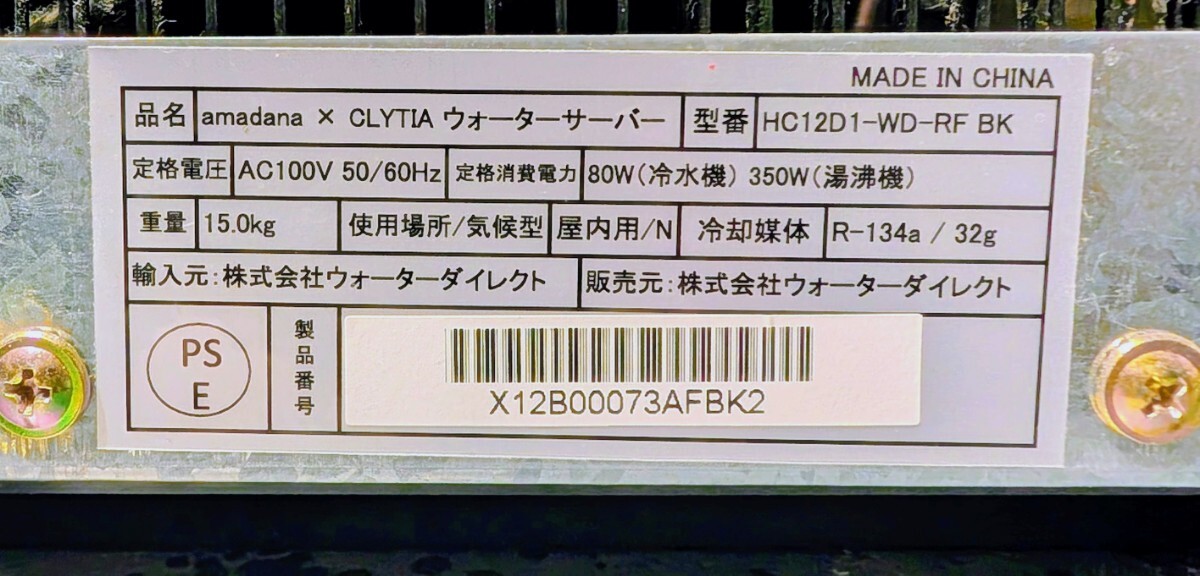 MADE IN CHINA
品名 amadana × CLYTIA ウォーターサーバー 型番 HC12D1-WD-RF BK
定格電圧 AC100V 50/60Hz 定格消費電力 80W(冷水機) 350W(湯沸機)
重量 15.0kg 使用場所/気候型 屋内用/N 冷却媒体 R-134a / 32g
輸入元:株式会社ウォーターダイレクト 販売元:株式会社ウォーターダイレクト
PS
E
製品番号
X12B00073AFBK2